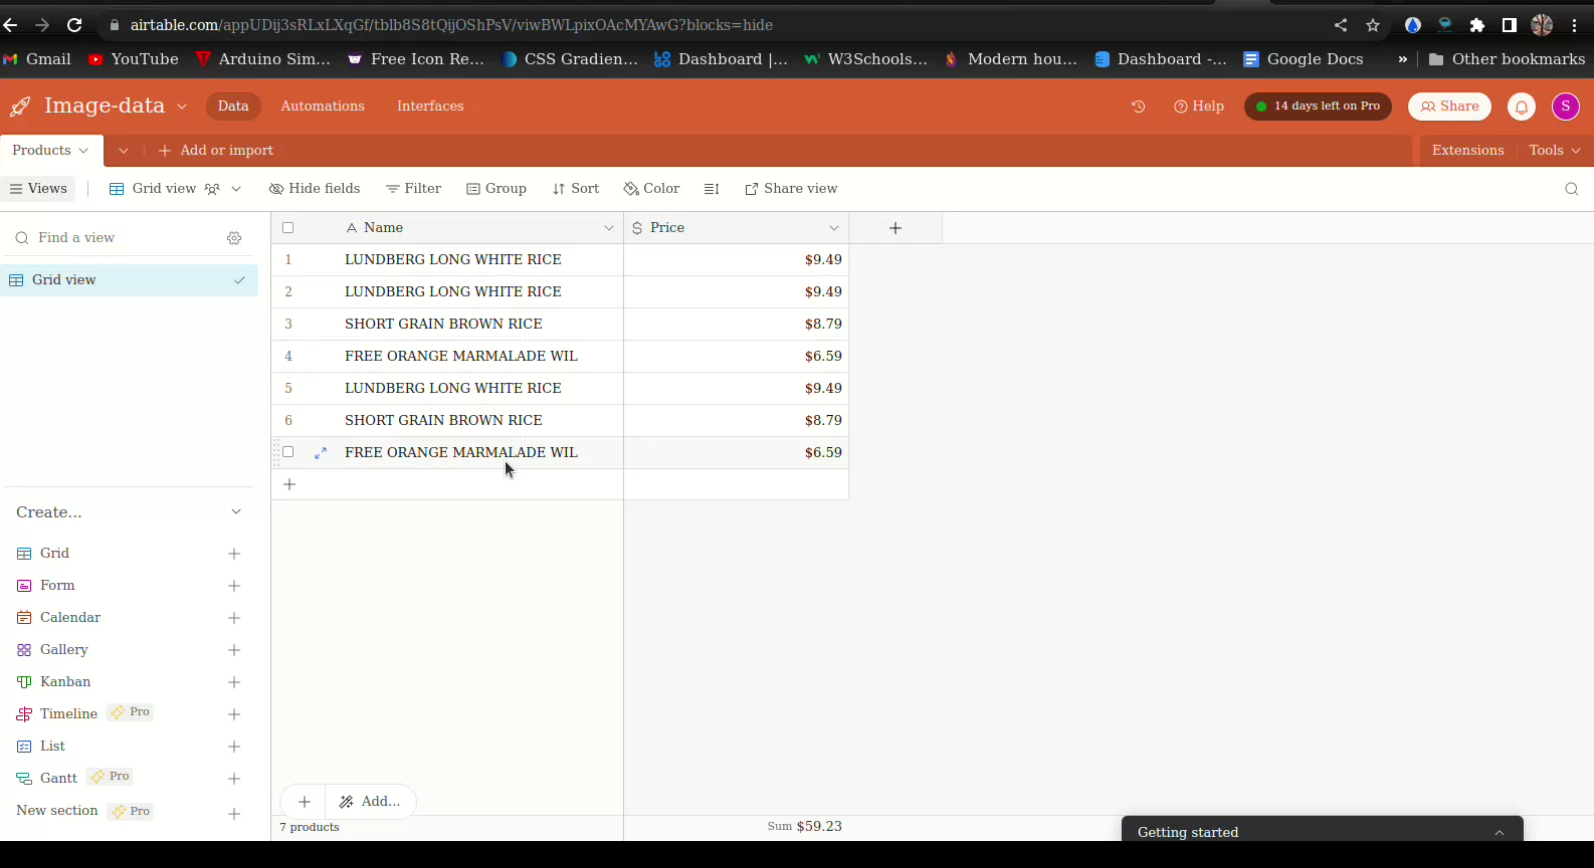 airtable.com/appUDij3sRLxLXqGf/tblb8S8tQijOShPsV/viwBWLpixOAcMYAwG?blocks=hide
Gmail YouTube Arduino Sim... Free Icon Re... CSS Gradien... Dashboard |... W3Schools... Modern hou... Dashboard -... Google Docs » Other bookmarks
Image-data Data Automations Interfaces Help 14 days left on Pro Share S
Products Add or import Extensions Tools
Views Grid view Hide fields Filter Group Sort Color Share view
Find a view
Grid view
Create...
Grid
Form
Calendar
Gallery
Kanban
Timeline Pro
List
Gantt Pro
New section Pro
A Name $ Price
1 LUNDBERG LONG WHITE RICE $9.49
2 LUNDBERG LONG WHITE RICE $9.49
3 SHORT GRAIN BROWN RICE $8.79
4 FREE ORANGE MARMALADE WIL $6.59
5 LUNDBERG LONG WHITE RICE $9.49
6 SHORT GRAIN BROWN RICE $8.79
FREE ORANGE MARMALADE WIL $6.59
+ Add...
7 products Sum $59.23
Getting started